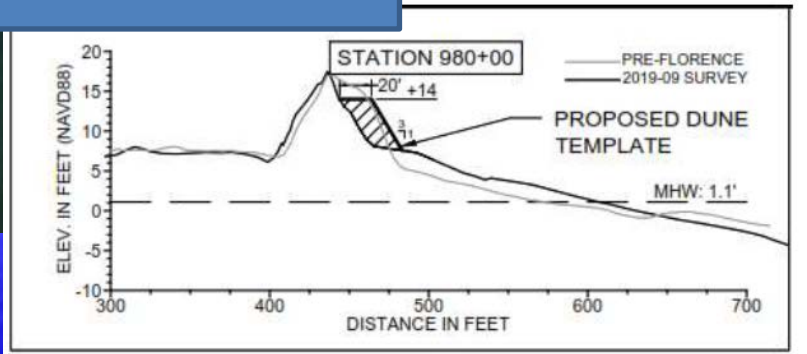 STATION 980+00
PRE-FLORENCE
2019-09 SURVEY
20' +14
3
1
PROPOSED DUNE
TEMPLATE
MHW: 1.1'
ELEV. IN FEET (NAVD88)
20
15
10
5
0
-5
-10
300
400
500
600
700
DISTANCE IN FEET